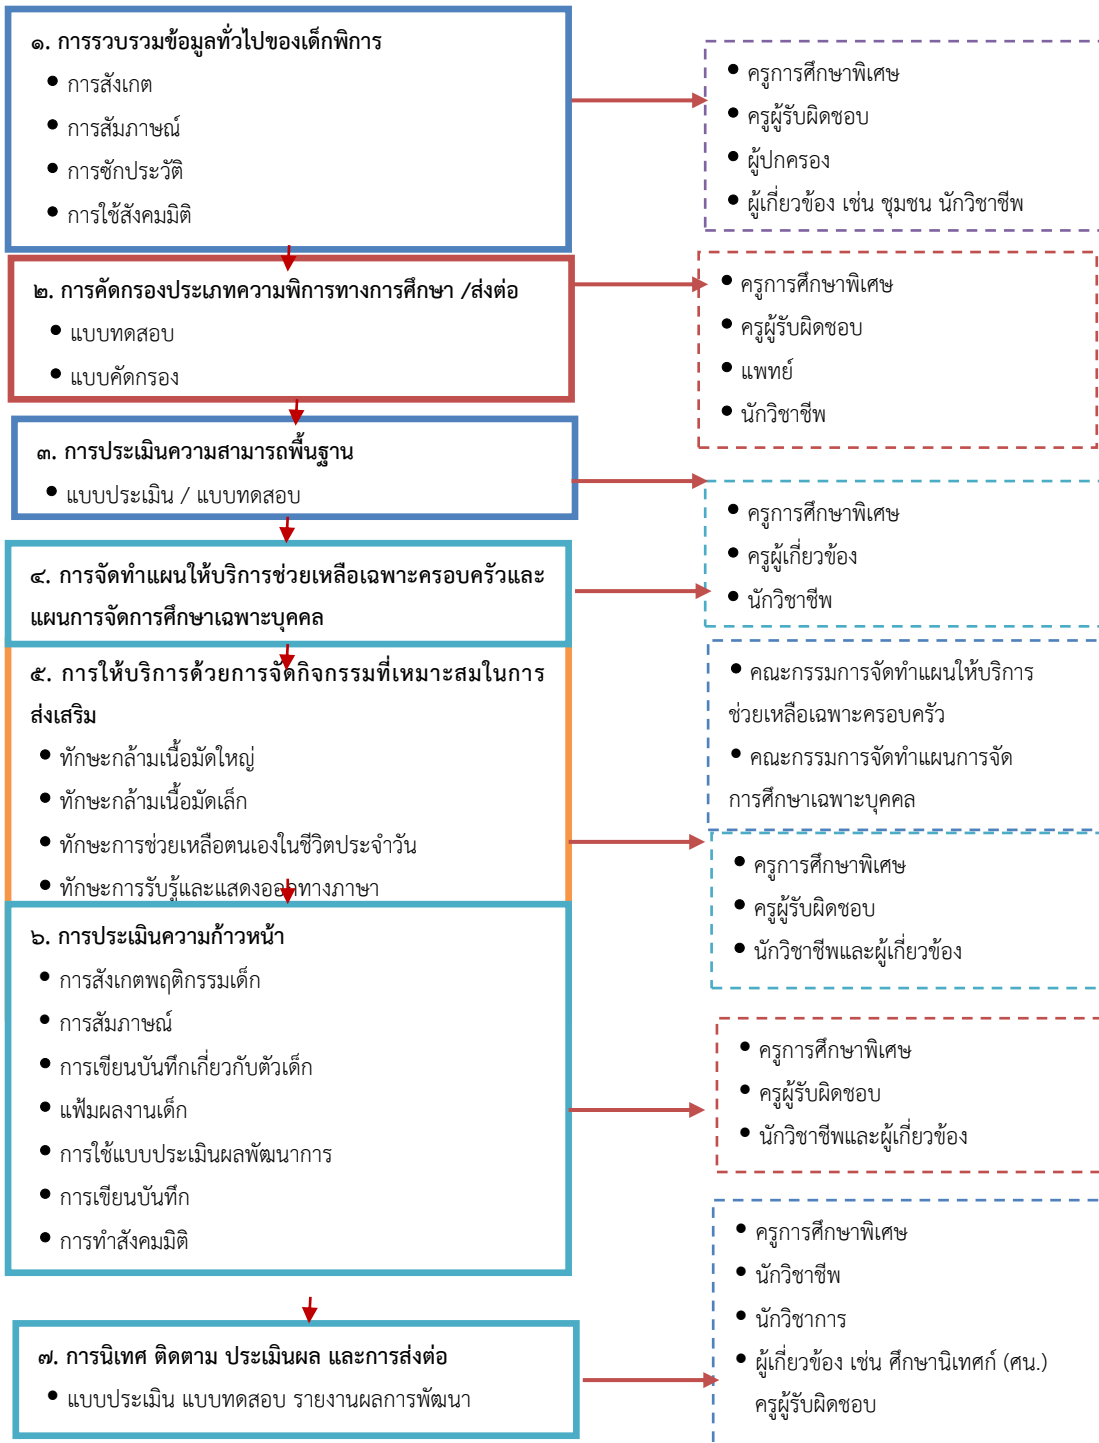 ๑. การรวบรวมข้อมูลทั่วไปของเด็กพิการ
• การสังเกต
• การสัมภาษณ์
• การซักประวัติ
• การใช้สังคมมิติ
• ครูการศึกษาพิเศษ
• ครูผู้รับผิดชอบ
• ผู้ปกครอง
• ผู้เกี่ยวข้อง เช่น ชุมชน นักวิชาชีพ
๒. การคัดกรองประเภทความพิการทางการศึกษา /ส่งต่อ
• แบบทดสอบ
• แบบคัดกรอง
• ครูการศึกษาพิเศษ
• ครูผู้รับผิดชอบ
• แพทย์
• นักวิชาชีพ
๓. การประเมินความสามารถพื้นฐาน
• แบบประเมิน / แบบทดสอบ
• ครูการศึกษาพิเศษ
• ครูผู้เกี่ยวข้อง
• นักวิชาชีพ
๔. การจัดทำแผนให้บริการช่วยเหลือเฉพาะครอบครัวและ
แผนการจัดการศึกษาเฉพาะบุคคล
• คณะกรรมการจัดทำแผนให้บริการ
ช่วยเหลือเฉพาะครอบครัว
• คณะกรรมการจัดทำแผนการจัด
การศึกษาเฉพาะบุคคล
๕. การให้บริการด้วยการจัดกิจกรรมที่เหมาะสมในการ
ส่งเสริม
• ทักษะกล้ามเนื้อมัดใหญ่
• ทักษะกล้ามเนื้อมัดเล็ก
• ทักษะการช่วยเหลือตนเองในชีวิตประจำวัน
• ทักษะการรับรู้และแสดงออกทางภาษา
• ครูการศึกษาพิเศษ
• ครูผู้รับผิดชอบ
• นักวิชาชีพและผู้เกี่ยวข้อง
๖. การประเมินความก้าวหน้า
• การสังเกตพฤติกรรมเด็ก
• การสัมภาษณ์
• การเขียนบันทึกเกี่ยวกับตัวเด็ก
• แฟ้มผลงานเด็ก
• การใช้แบบประเมินผลพัฒนาการ
• การเขียนบันทึก
• การทำสังคมมิติ
• ครูการศึกษาพิเศษ
• ครูผู้รับผิดชอบ
• นักวิชาชีพและผู้เกี่ยวข้อง
๗. การนิเทศ ติดตาม ประเมินผล และการส่งต่อ
• แบบประเมิน แบบทดสอบ รายงานผลการพัฒนา
• ครูการศึกษาพิเศษ
• นักวิชาชีพ
• นักวิชาการ
• ผู้เกี่ยวข้อง เช่น ศึกษานิเทศก์ (ศน.)
ครูผู้รับผิดชอบ